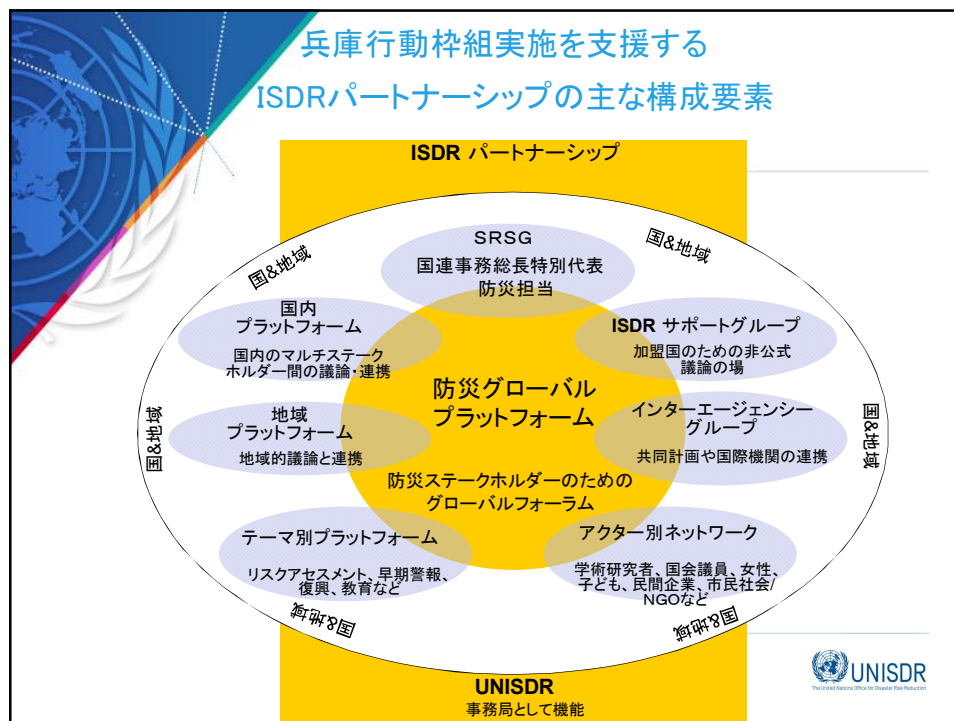 兵庫行動枠組実施を支援する
ISDRパートナーシップの主な構成要素
ISDR パートナーシップ
国&地域
国&地域
SRSG
国連事務総長特別代表
防災担当
国内
プラットフォーム
国内のマルチステーク
ホルダー間の議論・連携
ISDR サポートグループ
加盟国のための非公式
議論の場
防災グローバル
プラットフォーム
防災ステークホルダーのための
グローバルフォーラム
国&地域
地域
プラットフォーム
地域的議論と連携
インターエージェンシー
グループ
共同計画や国際機関の連携
国&地域
テーマ別プラットフォーム
リスクアセスメント、早期警報、
復興、教育など
アクター別ネットワーク
学術研究者、国会議員、女性、
子ども、民間企業、市民社会/
NGOなど
国&地域
国&地域
UNISDR
事務局として機能
UNISDR
The United Nations Office for Disaster Risk Reduction